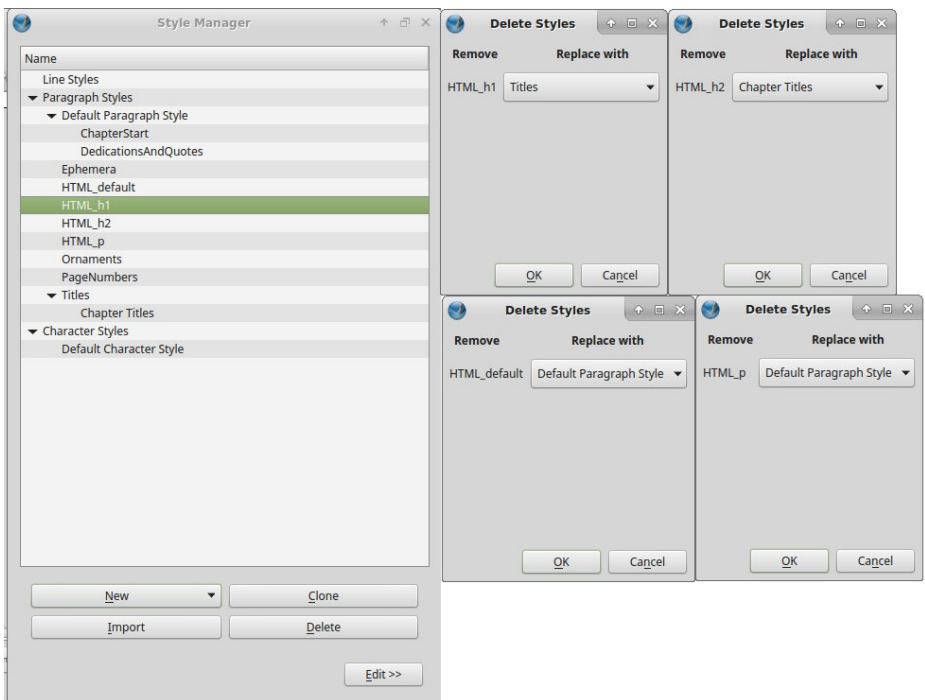 Style Manager
Name
Line Styles
Paragraph Styles
Default Paragraph Style
ChapterStart
DedicationsAndQuotes
Ephemera
HTML_default
HTML_h1
HTML_h2
HTML_p
Ornaments
PageNumbers
Titles
Chapter Titles
Character Styles
Default Character Style
New
Clone
Import
Delete
Edit >>
Delete Styles
Remove Replace with
HTML_h1 Titles
OK Cancel
Delete Styles
Remove Replace with
HTML_h2 Chapter Titles
OK Cancel
Delete Styles
Remove Replace with
HTML_default Default Paragraph Style
OK Cancel
Delete Styles
Remove Replace with
HTML_p Default Paragraph Style
OK Cancel